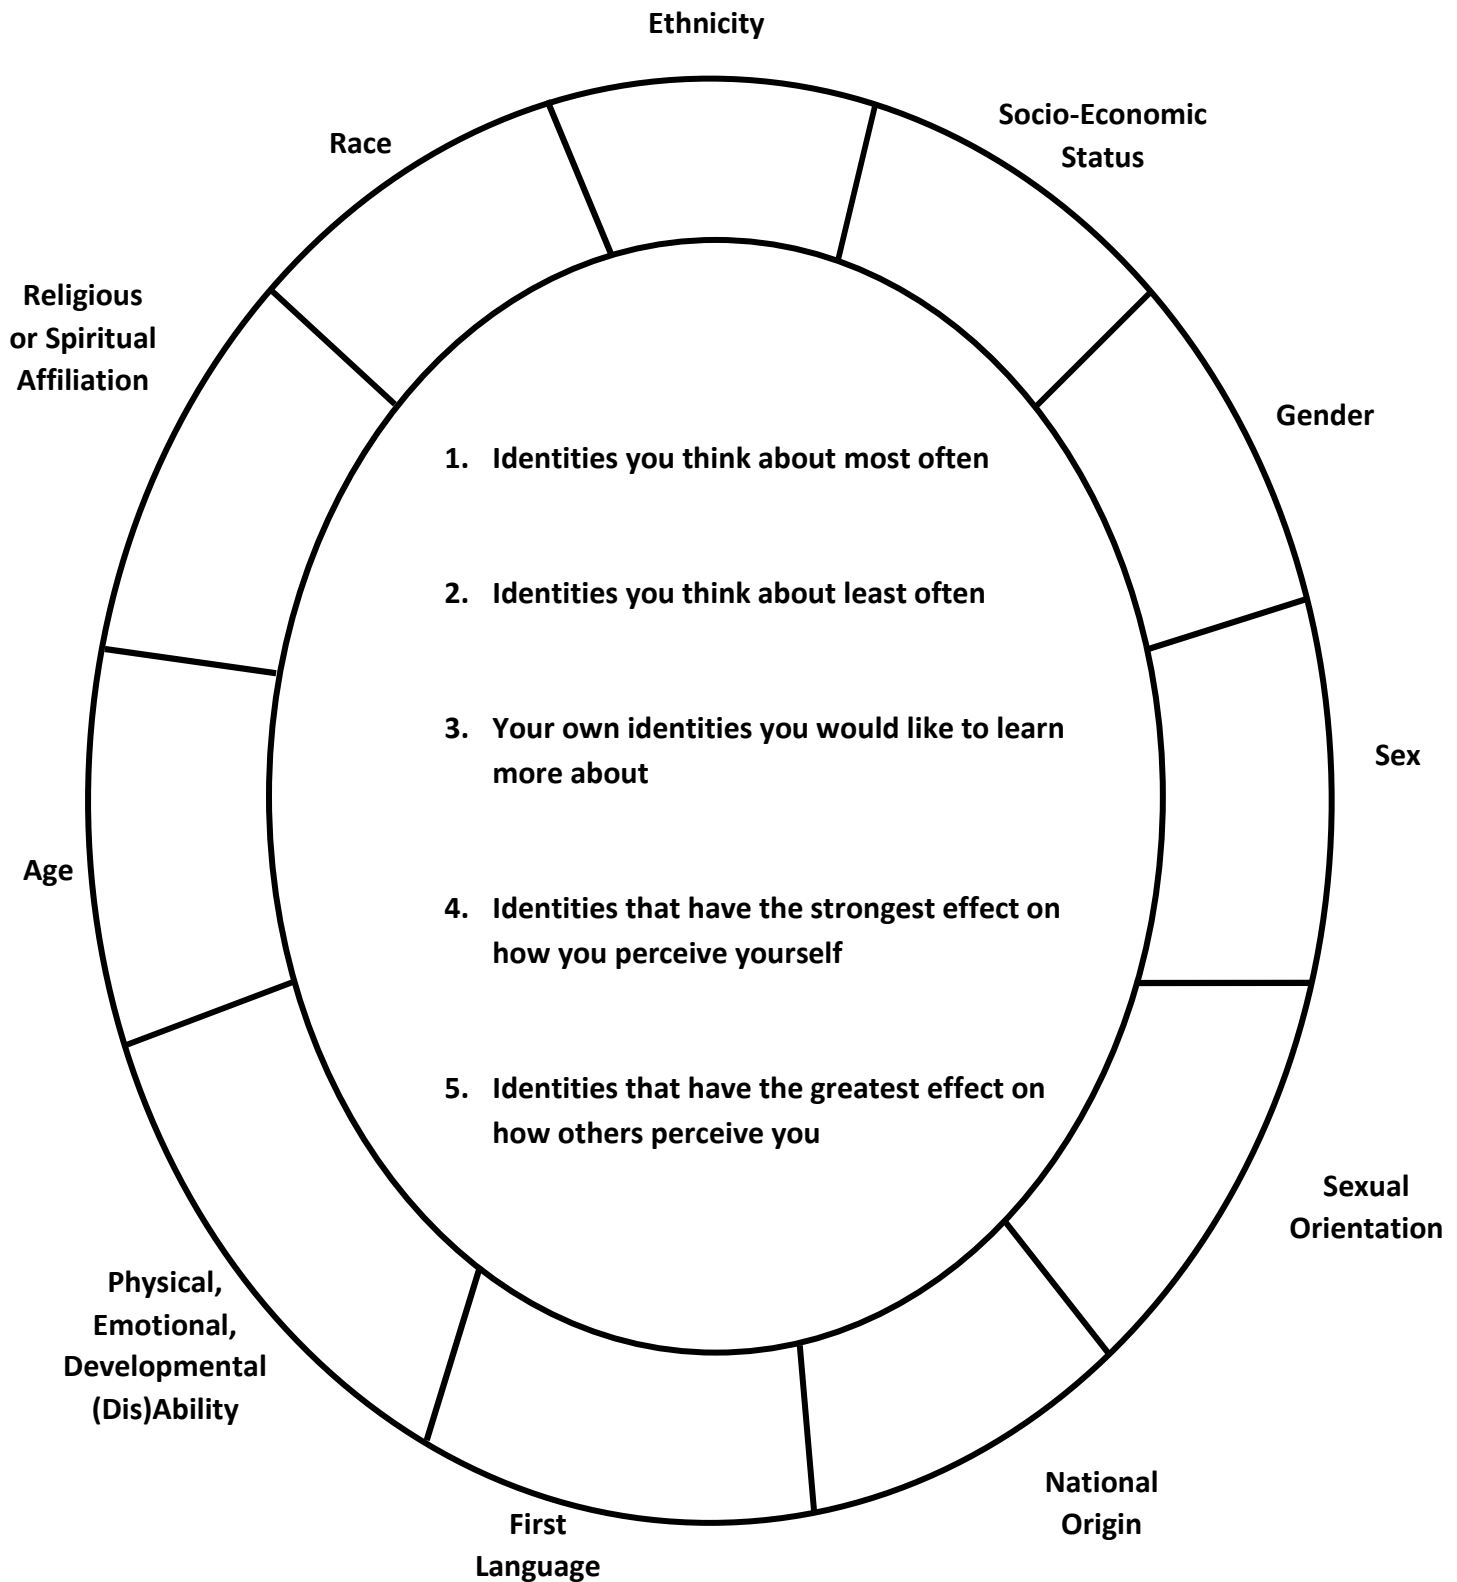 Ethnicity
Socio-Economic
Status
Race
Religious
or Spiritual
Affiliation
Gender
1. Identities you think about most often
2. Identities you think about least often
3. Your own identities you would like to learn
more about
Sex
Age
4. Identities that have the strongest effect on
how you perceive yourself
5. Identities that have the greatest effect on
how others perceive you
Sexual
Orientation
Physical,
Emotional,
Developmental
(Dis)Ability
National
Origin
First
Language